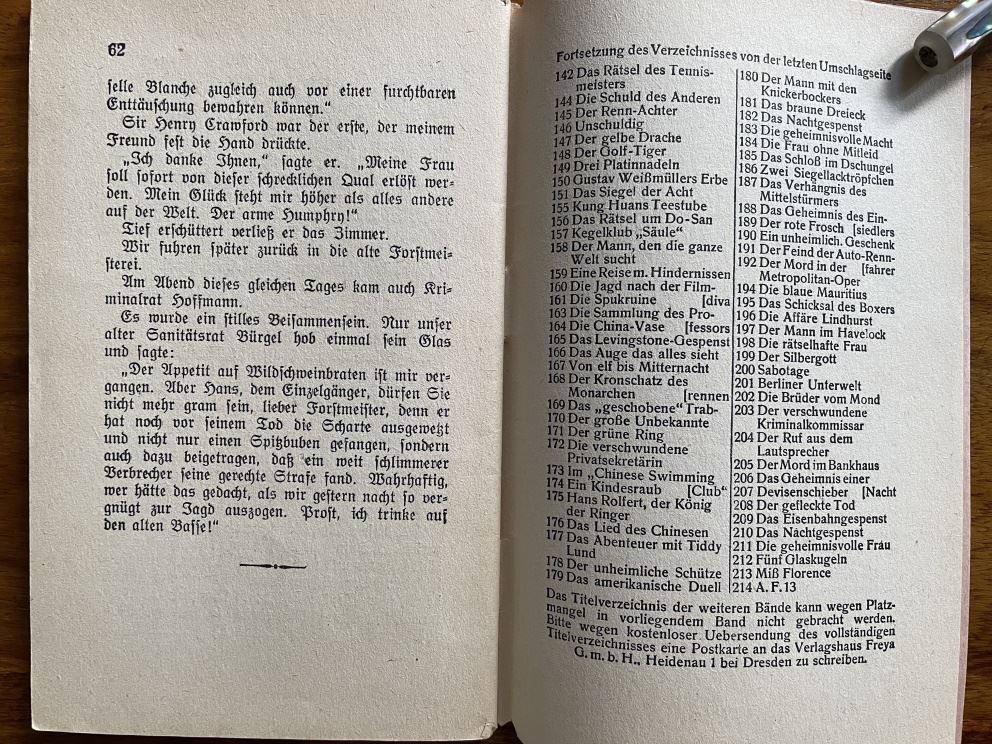 62
selle Blanche zugleich auch vor einer furchtbaren
Enttäuschung bewahren können."
Sir Henry Crawford war der erste, der meinem
Freund fest die Hand drückte.
„Ich danke Ihnen," sagte er. „Meine Frau
soll sofort von dieser schrecklichen Qual erlöst wer-
den. Mein Glück steht mir höher als alles andere
auf der Welt. Der arme Humphry!"
Tief erschüttert verließ er das Zimmer.
Wir fuhren später zurück in die alte Forstmei-
sterei.
Am Abend dieses gleichen Tages kam auch Kri-
minalrat Hoffmann.
Es wurde ein stilles Beisammensein. Nur unser
alter Sanitätsrat Bürgel hob einmal sein Glas
und sagte:
„Der Appetit auf Wildschweinbraten ist mir ver-
gangen. Aber Hans, dem Einzelgänger, dürfen Sie
nicht mehr gram sein, lieber Forstmeister, denn er
hat noch vor seinem Tod die Scharte ausgewetzt
und nicht nur einen Spitzbuben gefangen, sondern
auch dazu beigetragen, daß ein weit schlimmerer
Verbrecher seine gerechte Strafe fand. Wahrhaftig,
wer hätte das gedacht, als wir gestern nacht so ver-
gnügt zur Jagd auszogen. Prost, ich trinke auf
den alten Basse!"
Fortsetzung des Verzeichnisses von der letzten Umschlagseite
142 Das Rätsel des Tennis-
meisters
144 Die Schuld des Anderen
145 Der Renn-Achter
146 Unschuldig
147 Der gelbe Drache
148 Der Golf-Tiger
149 Drei Platinnadeln
150 Gustav Weißmüllers Erbe
151 Das Siegel der Acht
155 Kung Huans Teestube
156 Das Rätsel um Do-San
157 Kegelklub „Säule"
158 Der Mann, den die ganze
Welt sucht
159 Eine Reise m. Hindernissen
160 Die Jagd nach der Film-
161 Die Spukruine [diva
163 Die Sammlung des Pro-
164 Die China-Vase [fessors
165 Das Levingstone-Gespenst
166 Das Auge das alles sieht
167 Von elf bis Mitternacht
168 Der Kronschatz des
Monarchen [rennen
169 Das „geschobene" Trab-
170 Der große Unbekannte
171 Der grüne Ring
172 Die verschwundene
Privatsekretärin
173 Im „Chinese Swimming
174 Ein Kindesraub [Club"
175 Hans Rolfert, der König
der Ringer
176 Das Lied des Chinesen
177 Das Abenteuer mit Tiddy
Lund
178 Der unheimliche Schütze
179 Das amerikanische Duell
180 Der Mann mit den
Knickerbockers
181 Das braune Dreieck
182 Das Nachtgespenst
183 Die geheimnisvolle Macht
184 Die Frau ohne Mitleid
185 Das Schloß im Dschungel
186 Zwei Siegellacktröpfchen
187 Das Verhängnis des
Mittelstürmers
188 Das Geheimnis des Ein-
189 Der rote Frosch [siedlers
190 Ein unheimlich. Geschenk
191 Der Feind der Auto-Renn-
192 Der Mord in der [fahrer
Metropolitan-Oper
194 Die blaue Mauritius
195 Das Schicksal des Boxers
196 Die Affäre Lindhurst
197 Der Mann im Havelock
198 Die rätselhafte Frau
199 Der Silbergott
200 Sabotage
201 Berliner Unterwelt
202 Die Brüder vom Mond
203 Der verschwundene
Kriminalkommissar
204 Der Ruf aus dem
Lautsprecher
205 Der Mord im Bankhaus
206 Das Geheimnis einer
207 Devisenschieber [Nacht
208 Der gefleckte Tod
209 Das Eisenbahngespenst
210 Das Nachtgespenst
211 Die geheimnisvolle Frau
212 Fünf Glaskugeln
213 Miß Florence
214 A. F. 13
Das Titelverzeichnis der weiteren Bände kann wegen Platz-
mangel in vorliegendem Band nicht gebracht werden.
Bitte wegen kostenloser Uebersendung des vollständigen
Titelverzeichnisses eine Postkarte an das Verlagshaus Freya
G. m. b. H., Heidenau 1 bei Dresden zu schreiben.